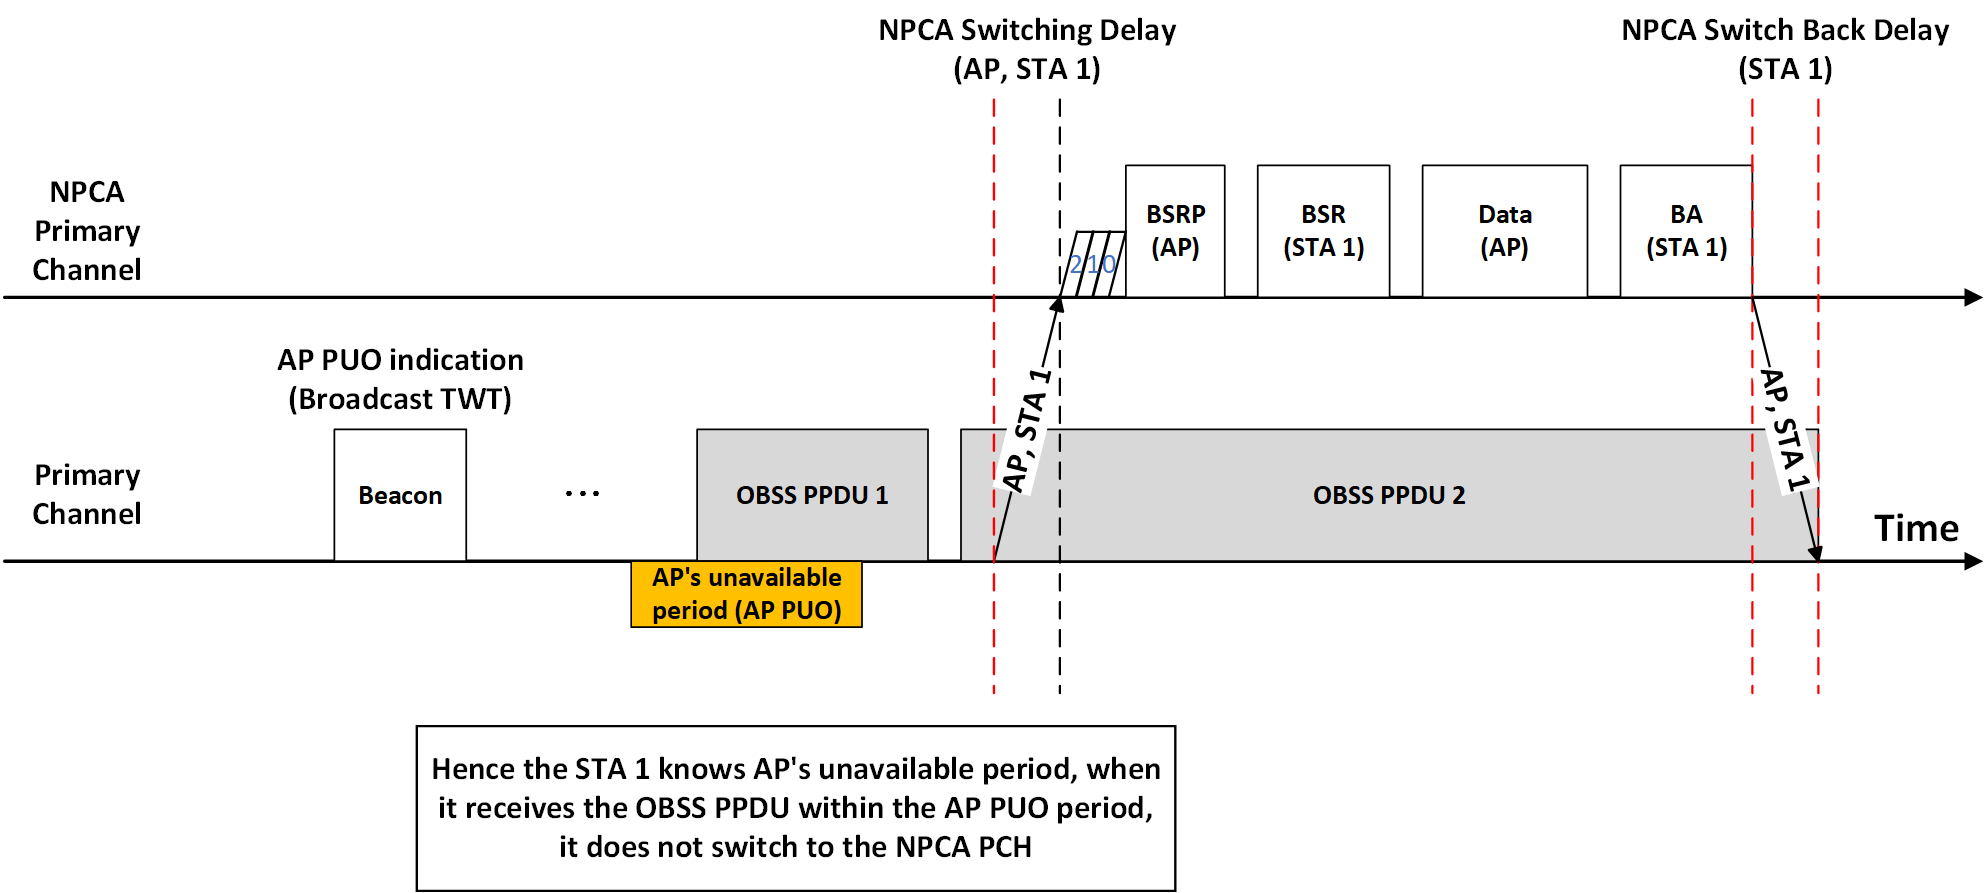 NPCA Switching Delay
(AP, STA 1)
NPCA Switch Back Delay
(STA 1)
NPCA
Primary
Channel
210
BSRP
(AP)
BSR
(STA 1)
Data
(AP)
BA
(STA 1)
AP PUO indication
(Broadcast TWT)
AP, STA 1
AP, STA 1
Primary
Channel
Beacon
...
OBSS PPDU 1
OBSS PPDU 2
Time
AP's unavailable
period (AP PUO)
Hence the STA 1 knows AP's unavailable period, when
it receives the OBSS PPDU within the AP PUO period,
it does not switch to the NPCA PCH